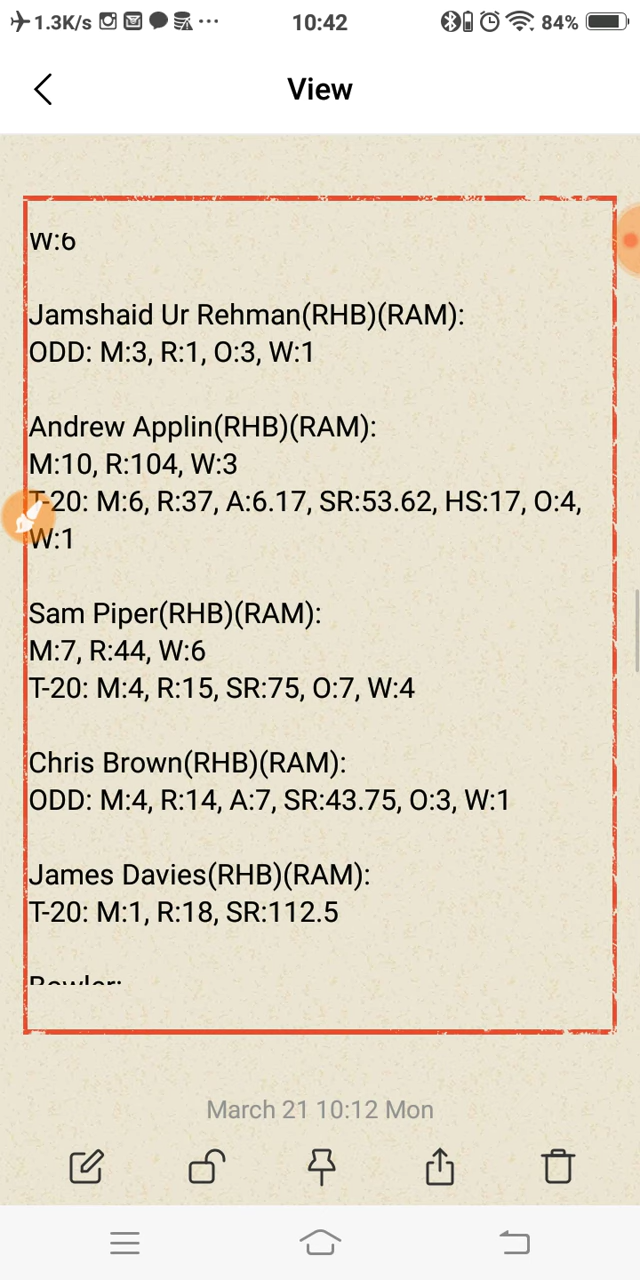 1.3K/s
10:42
84%
View
W:6
Jamshaid Ur Rehman(RHB)(RAM):
ODD: M:3, R:1, O:3, W:1
Andrew Applin(RHB)(RAM):
M:10, R:104, W:3
T-20: M:6, R:37, A:6.17, SR:53.62, HS:17, O:4,
W:1
Sam Piper(RHB)(RAM):
M:7, R:44, W:6
T-20: M:4, R:15, SR:75, O:7, W:4
Chris Brown(RHB)(RAM):
ODD: M:4, R:14, A:7, SR:43.75, O:3, W:1
James Davies(RHB)(RAM):
T-20: M:1, R:18, SR:112.5
Bowler:
March 21 10:12 Mon